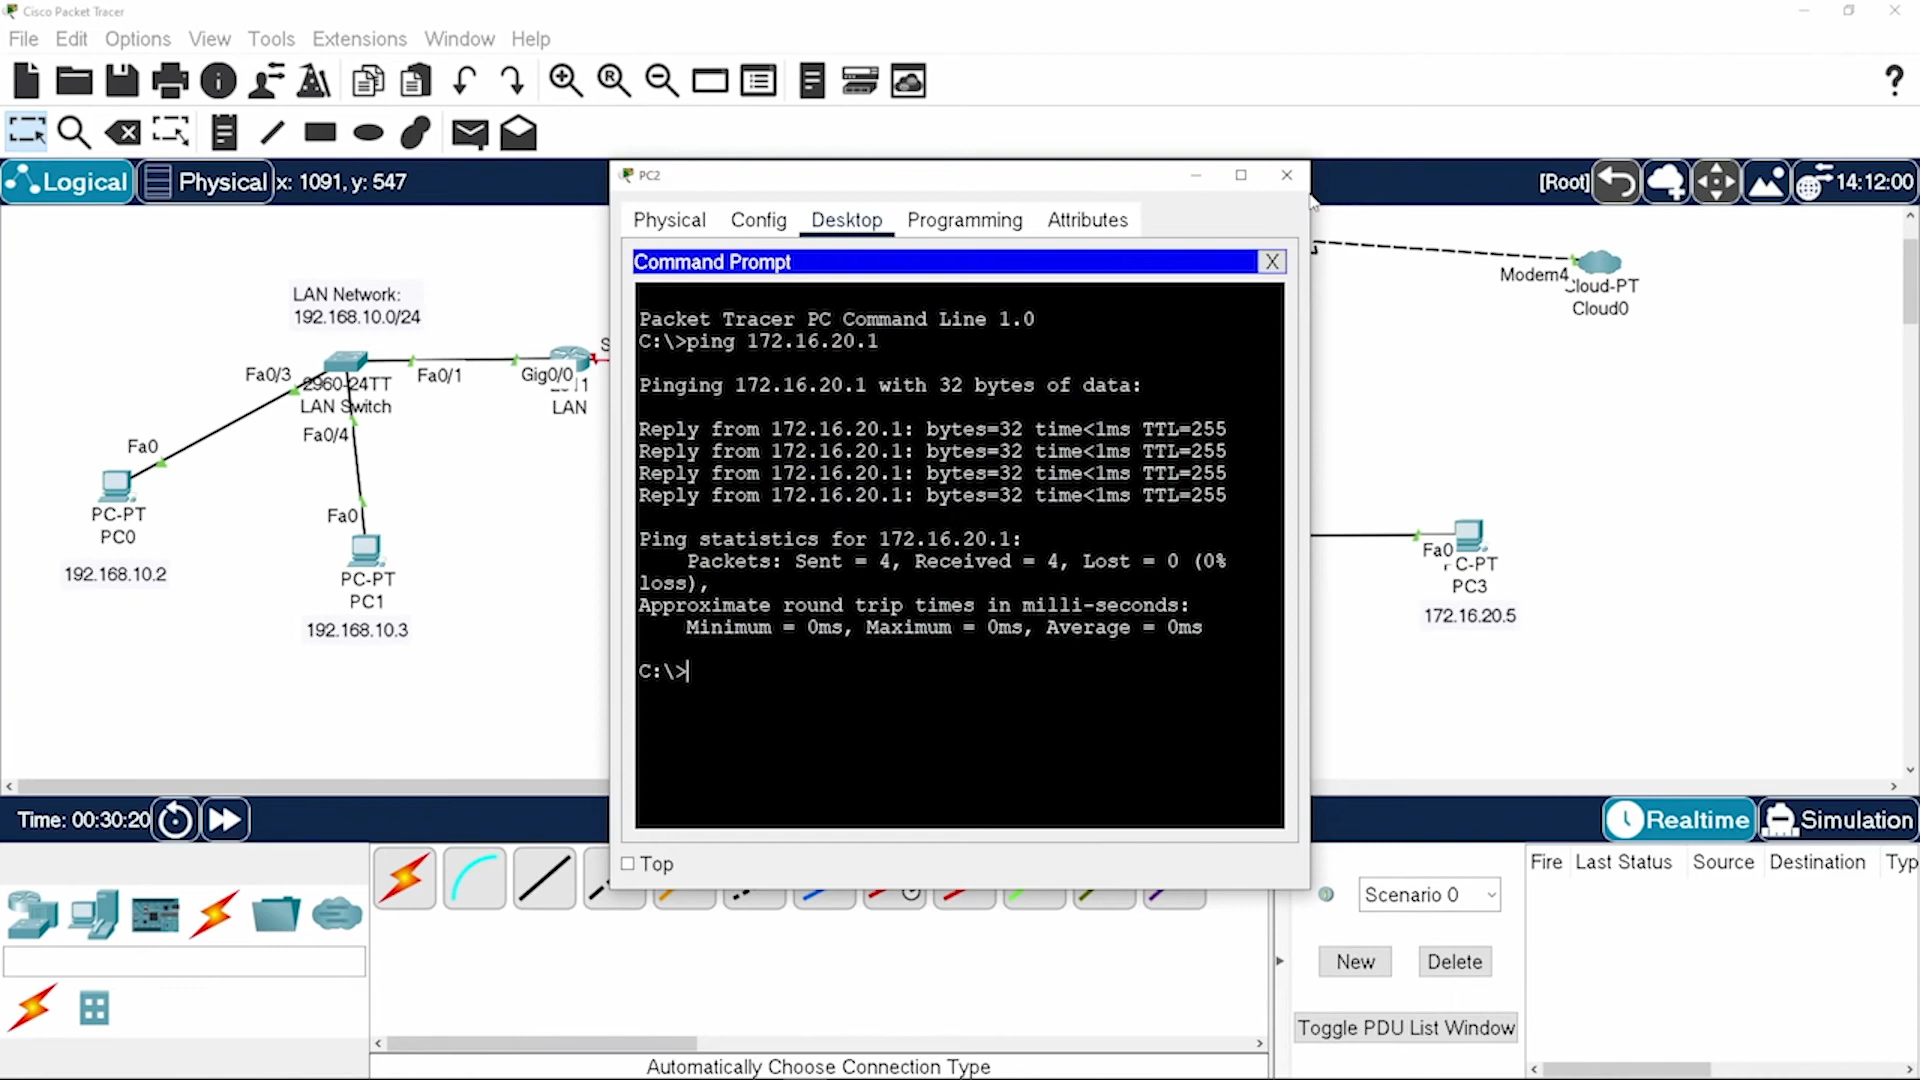 Cisco Packet Tracer
File Edit Options View Tools Extensions Window Help
Logical Physical x: 1091, y: 547
[Root] 14:12:00
PC2
Physical Config Desktop Programming Attributes
Command Prompt X
Packet Tracer PC Command Line 1.0
C:\>ping 172.16.20.1
Pinging 172.16.20.1 with 32 bytes of data:
Reply from 172.16.20.1: bytes=32 time<1ms TTL=255
Reply from 172.16.20.1: bytes=32 time<1ms TTL=255
Reply from 172.16.20.1: bytes=32 time<1ms TTL=255
Reply from 172.16.20.1: bytes=32 time<1ms TTL=255
Ping statistics for 172.16.20.1:
Packets: Sent = 4, Received = 4, Lost = 0 (0%
loss),
Approximate round trip times in milli-seconds:
Minimum = 0ms, Maximum = 0ms, Average = 0ms
C:\>
Top
LAN Network:
192.168.10.0/24
Fa0/3
2960-24TT
LAN Switch
Fa0/1
Gig0/0
LAN
Fa0/4
Fa0
PC-PT
PC0
192.168.10.2
Fa0
PC-PT
PC1
192.168.10.3
Modem4
Cloud-PT
Cloud0
Fa0
PC-PT
PC3
172.16.20.5
Time: 00:30:20
Realtime Simulation
Scenario 0
New Delete
Toggle PDU List Window
Fire Last Status Source Destination Typ
Automatically Choose Connection Type